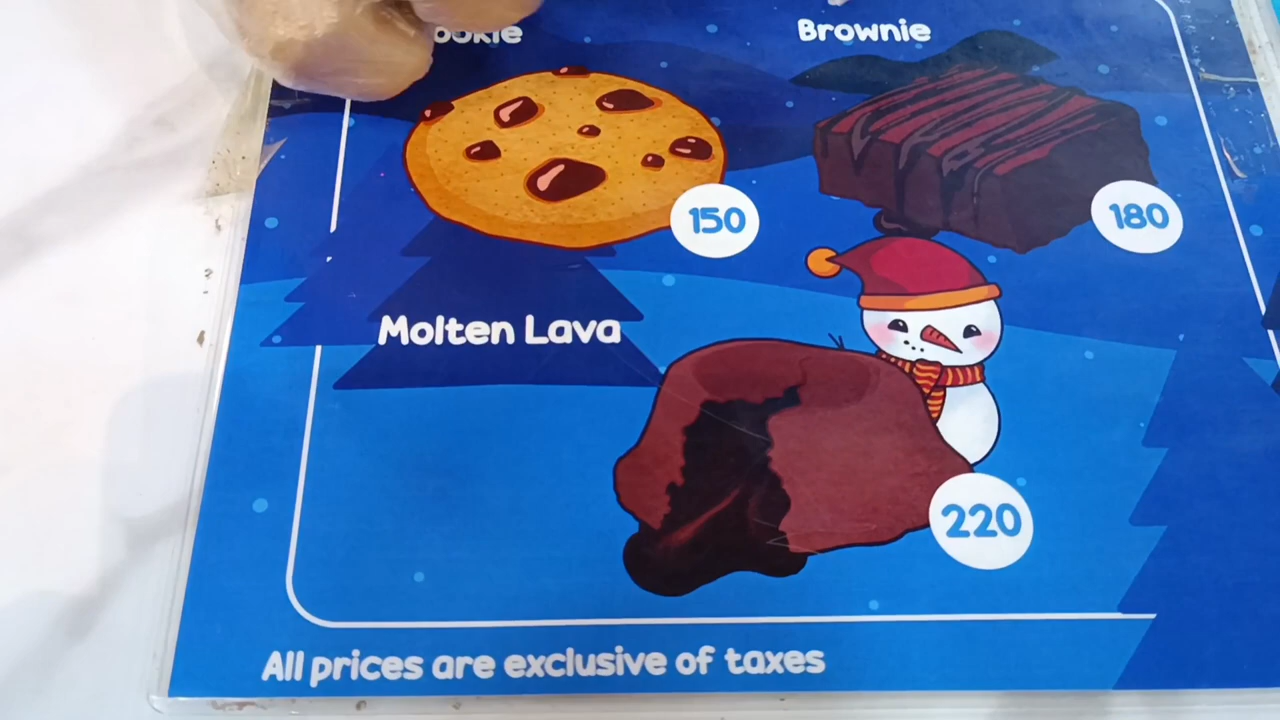 Brownie
150
180
Molten Lava
220
All prices are exclusive of taxes